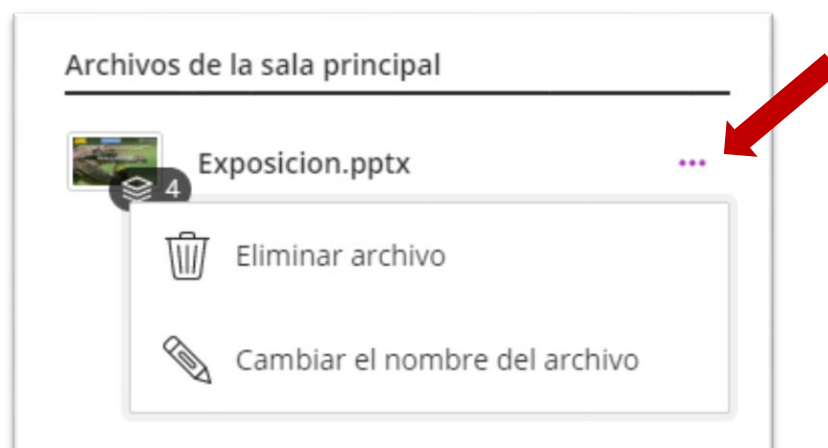 Archivos de la sala principal
Exposicion.pptx
4
Eliminar archivo
Cambiar el nombre del archivo